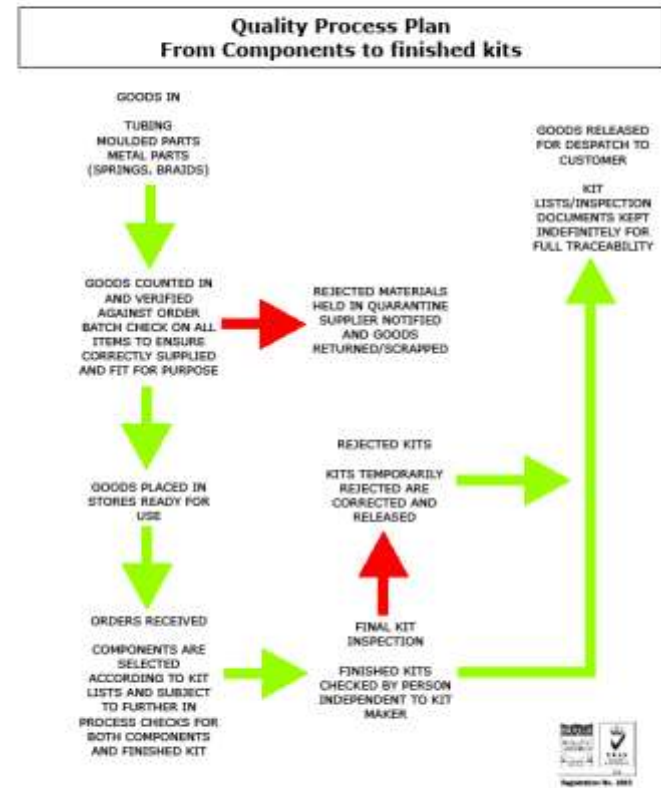 Quality Process Plan
From Components to finished kits
GOODS IN
TUBING
MOULDED PARTS
METAL PARTS
(SPRINGS, BRAIDS)
GOODS COUNTED IN
AND VERIFIED
AGAINST ORDER
BATCH CHECK ON ALL
ITEMS TO ENSURE
CORRECTLY SUPPLIED
AND FIT FOR PURPOSE
REJECTED MATERIALS
HELD IN QUARANTINE
SUPPLIER NOTIFIED
AND GOODS
RETURNED/SCRAPPED
GOODS PLACED IN
STORES READY FOR
USE
ORDERS RECEIVED
COMPONENTS ARE
SELECTED
ACCORDING TO KIT
LISTS AND SUBJECT
TO FURTHER IN
PROCESS CHECKS FOR
BOTH COMPONENTS
AND FINISHED KIT
REJECTED KITS
KITS TEMPORARILY
REJECTED ARE
CORRECTED AND
RELEASED
FINAL KIT
INSPECTION
FINISHED KITS
CHECKED BY PERSON
INDEPENDENT TO KIT
MAKER
GOODS RELEASED
FOR DESPATCH TO
CUSTOMER
KIT
LISTS/INSPECTION
DOCUMENTS KEPT
INDEFINITELY FOR
FULL TRACEABILITY
Registration No.